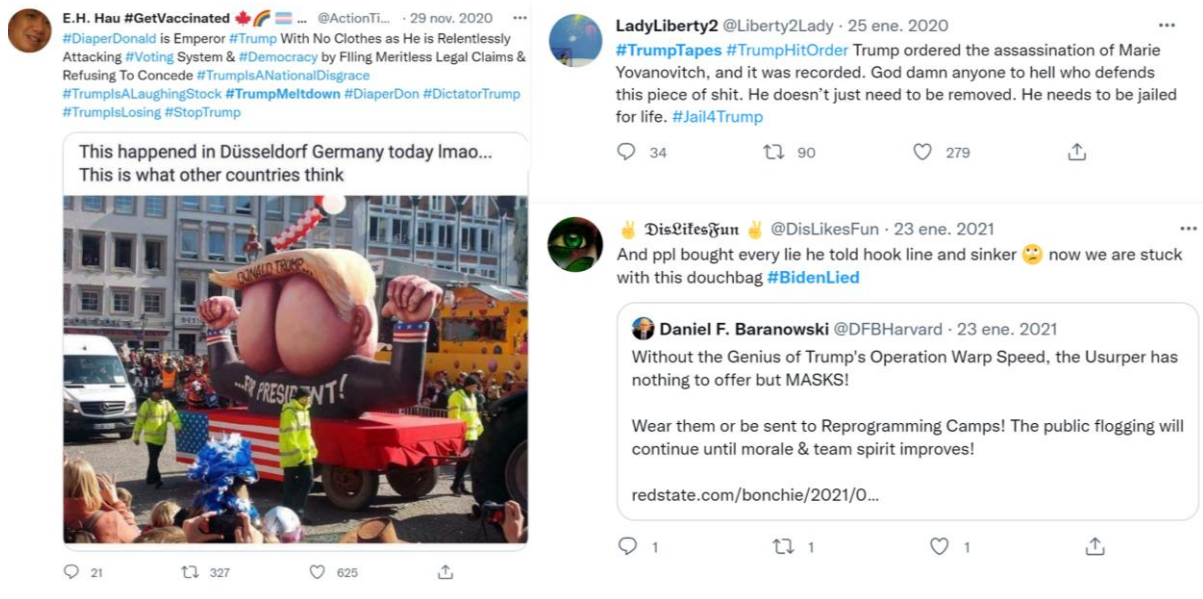 E.H. Hau #GetVaccinated 🍁🌈 ... @ActionTi... · 29 nov. 2020
#DiaperDonald is Emperor #Trump With No Clothes as He is Relentlessly
Attacking #Voting System & #Democracy by FIling Meritless Legal Claims &
Refusing To Concede #TrumpIsANationalDisgrace
#TrumpIsALaughingStock #TrumpMeltdown #DiaperDon #DictatorTrump
#TrumpIsLosing #StopTrump
This happened in Düsseldorf Germany today lmao...
This is what other countries think
DONALD TRUMP...
...FOR PRESIDENT!
21 327 625
LadyLiberty2 @Liberty2Lady · 25 ene. 2020
#TrumpTapes #TrumpHitOrder Trump ordered the assassination of Marie
Yovanovitch, and it was recorded. God damn anyone to hell who defends
this piece of shit. He doesn’t just need to be removed. He needs to be jailed
for life. #Jail4Trump
34 90 279
✌ 𝕯𝖎𝖘𝕷𝖎𝖐𝖊𝖘𝕱𝖚𝖓 ✌ @DisLikesFun · 23 ene. 2021
And ppl bought every lie he told hook line and sinker 🙄 now we are stuck
with this douchbag #BidenLied
Daniel F. Baranowski @DFBHarvard · 23 ene. 2021
Without the Genius of Trump's Operation Warp Speed, the Usurper has
nothing to offer but MASKS!
Wear them or be sent to Reprogramming Camps! The public flogging will
continue until morale & team spirit improves!
redstate.com/bonchie/2021/0...
1 1 1